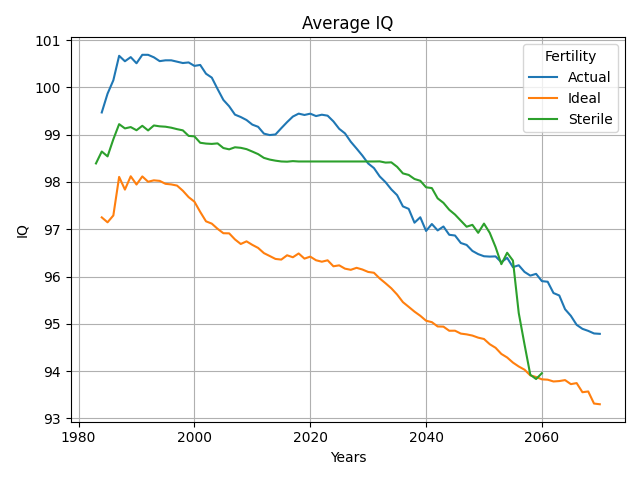 Average IQ
101
100
99
98
97
96
95
94
93
IQ
Fertility
Actual
Ideal
Sterile
1980
2000
2020
2040
2060
Years